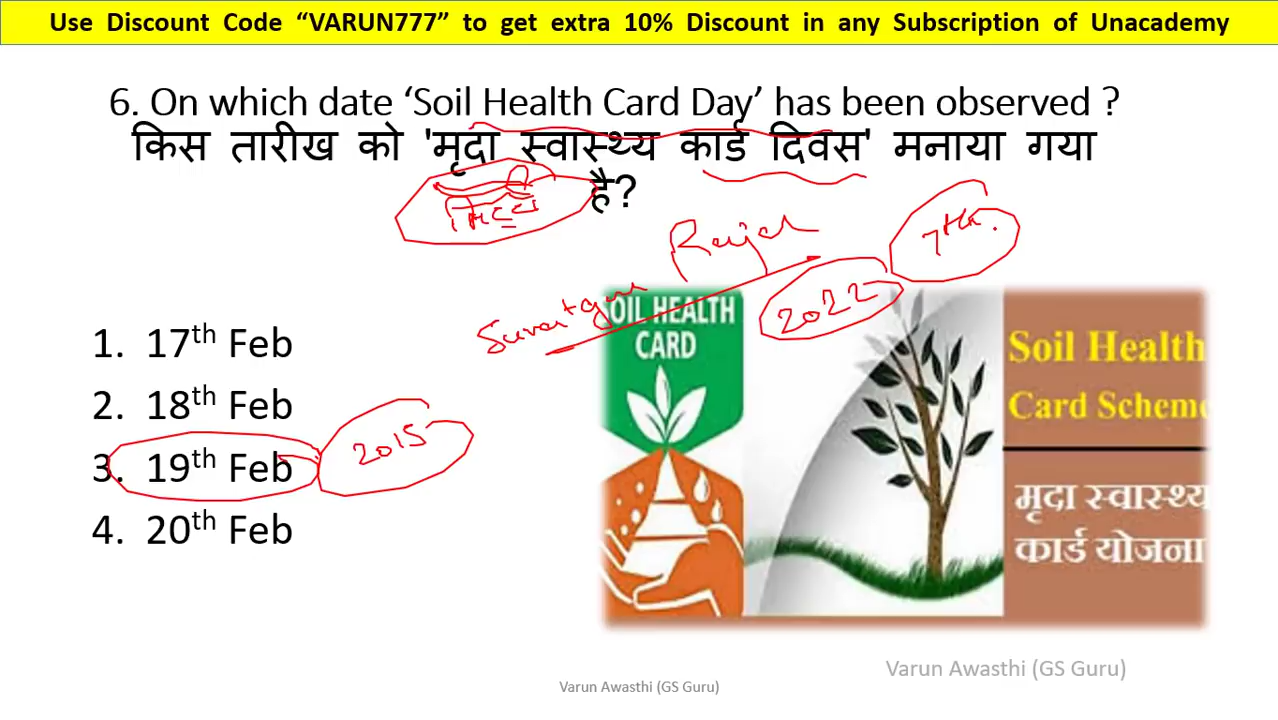 Use Discount Code “VARUN777” to get extra 10% Discount in any Subscription of Unacademy
6. On which date ‘Soil Health Card Day’ has been observed ?
किस तारीख को 'मृदा स्वास्थ्य कार्ड दिवस' मनाया गया
है?
7th
2022
1. 17th Feb
2. 18th Feb
3. 19th Feb
2015
4. 20th Feb
SOIL HEALTH
CARD
Soil Health
Card Scheme
मृदा स्वास्थ्य
कार्ड योजना
Varun Awasthi (GS Guru)
Varun Awasthi (GS Guru)